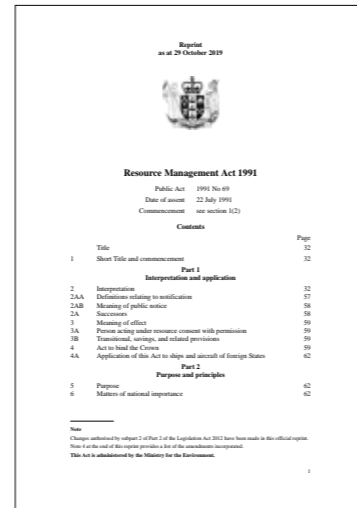 Reprint
as at 29 October 2019
Resource Management Act 1991
Public Act 1991 No 69
Date of assent 22 July 1991
Commencement see section 1(2)
Contents
Page
Title 32
1 Short Title and commencement 32
Part 1
Interpretation and application
2 Interpretation 32
2AA Definitions relating to notification 57
2AB Meaning of public notice 58
2A Successors 58
3 Meaning of effect 59
3A Person acting under resource consent with permission 59
3B Transitional, savings, and related provisions 59
4 Act to bind the Crown 59
4A Application of this Act to ships and aircraft of foreign States 62
Part 2
Purpose and principles
5 Purpose 62
6 Matters of national importance 62
Note
Changes authorised by subpart 2 of Part 2 of the Legislation Act 2012 have been made in this official reprint.
Note 4 at the end of this reprint provides a list of the amendments incorporated.
This Act is administered by the Ministry for the Environment.
1